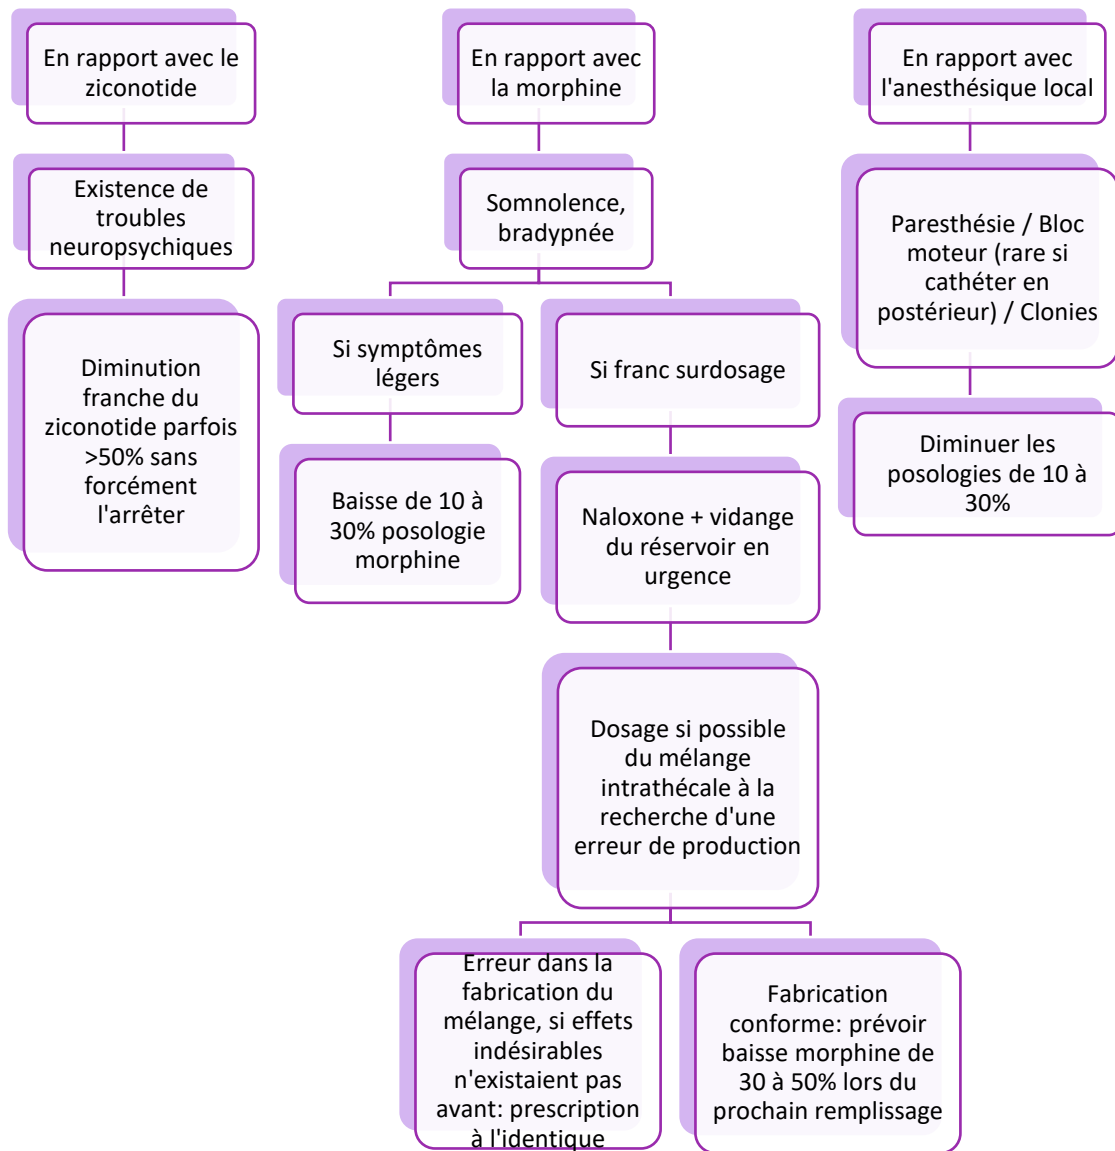 En rapport avec le
ziconotide
Existence de
troubles
neuropsychiques
Diminution
franche du
ziconotide parfois
>50% sans
forcément
l'arrêter
En rapport avec
la morphine
Somnolence,
bradypnée
Si symptômes
légers
Baisse de 10 à
30% posologie
morphine
Si franc surdosage
Naloxone + vidange
du réservoir en
urgence
Dosage si possible
du mélange
intrathécale à la
recherche d'une
erreur de production
Erreur dans la
fabrication du
mélange, si effets
indésirables
n'existaient pas
avant: prescription
à l'identique
Fabrication
conforme: prévoir
baisse morphine de
30 à 50% lors du
prochain remplissage
En rapport avec
l'anesthésique local
Paresthésie / Bloc
moteur (rare si
cathéter en
postérieur) / Clonies
Diminuer les
posologies de 10 à
30%